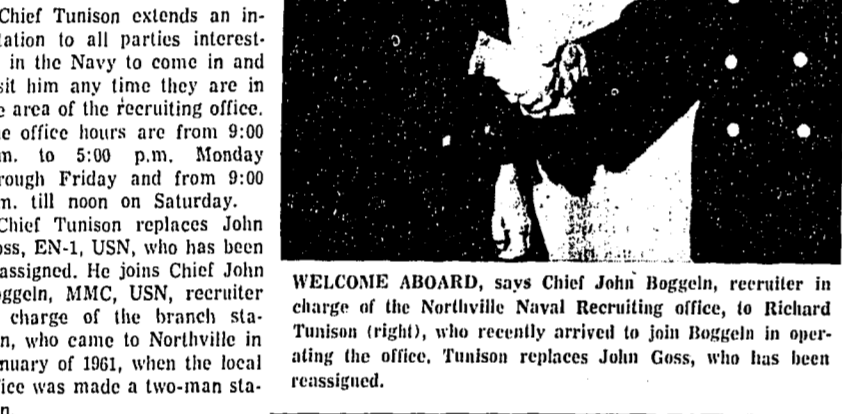 Chief Tunison extends an in-
tation to all parties interest-
in the Navy to come in and
sit him any time they are in
e area of the recruiting office.
e office hours are from 9:00
m. to 5:00 p.m. Monday
rough Friday and from 9:00
m. till noon on Saturday.
Chief Tunison replaces John
oss, EN-1, USN, who has been
assigned. He joins Chief John
oggeln, MMC, USN, recruiter
charge of the branch sta-
n, who came to Northville in
nuary of 1961, when the local
fice was made a two-man sta-
n.
WELCOME ABOARD, says Chief John Boggeln, recruiter in
charge of the Northville Naval Recruiting office, to Richard
Tunison (right), who recently arrived to join Boggeln in oper-
ating the office. Tunison replaces John Goss, who has been
reassigned.